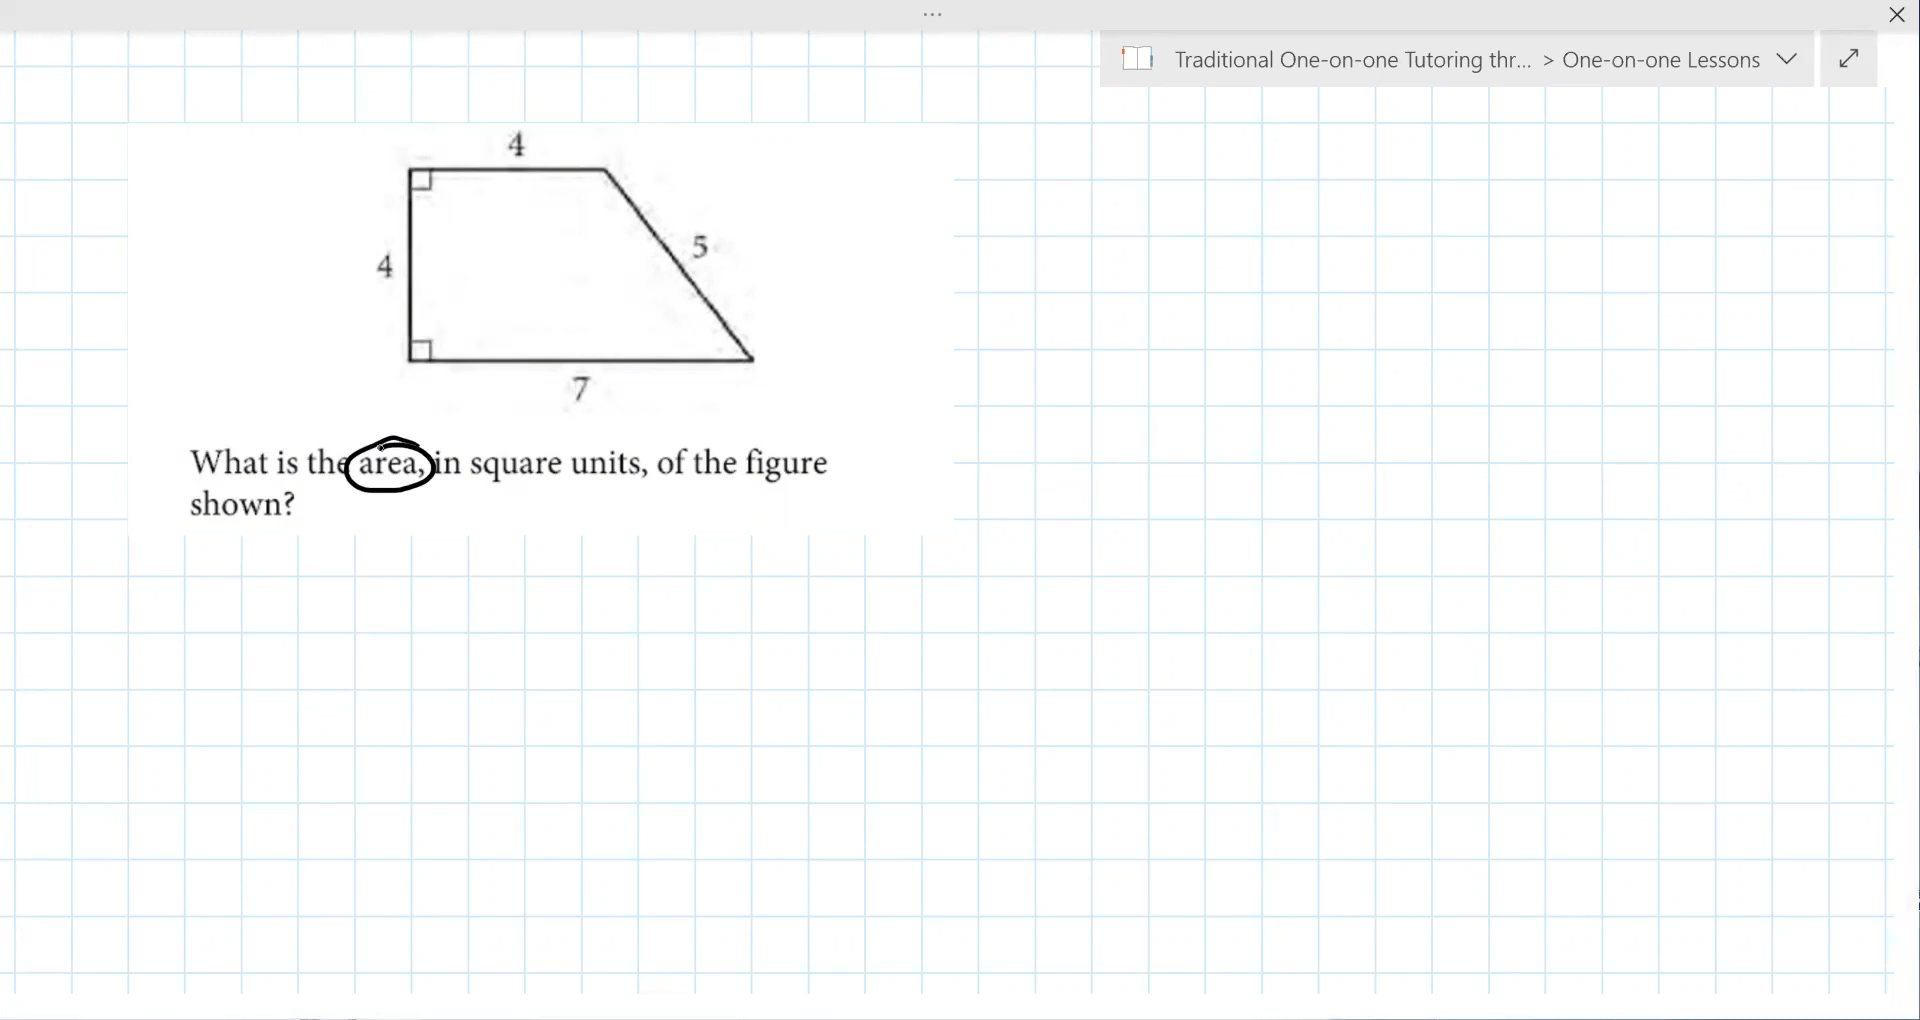 ...
Traditional One-on-one Tutoring thr... > One-on-one Lessons
4
4
5
7
What is the area, in square units, of the figure
shown?